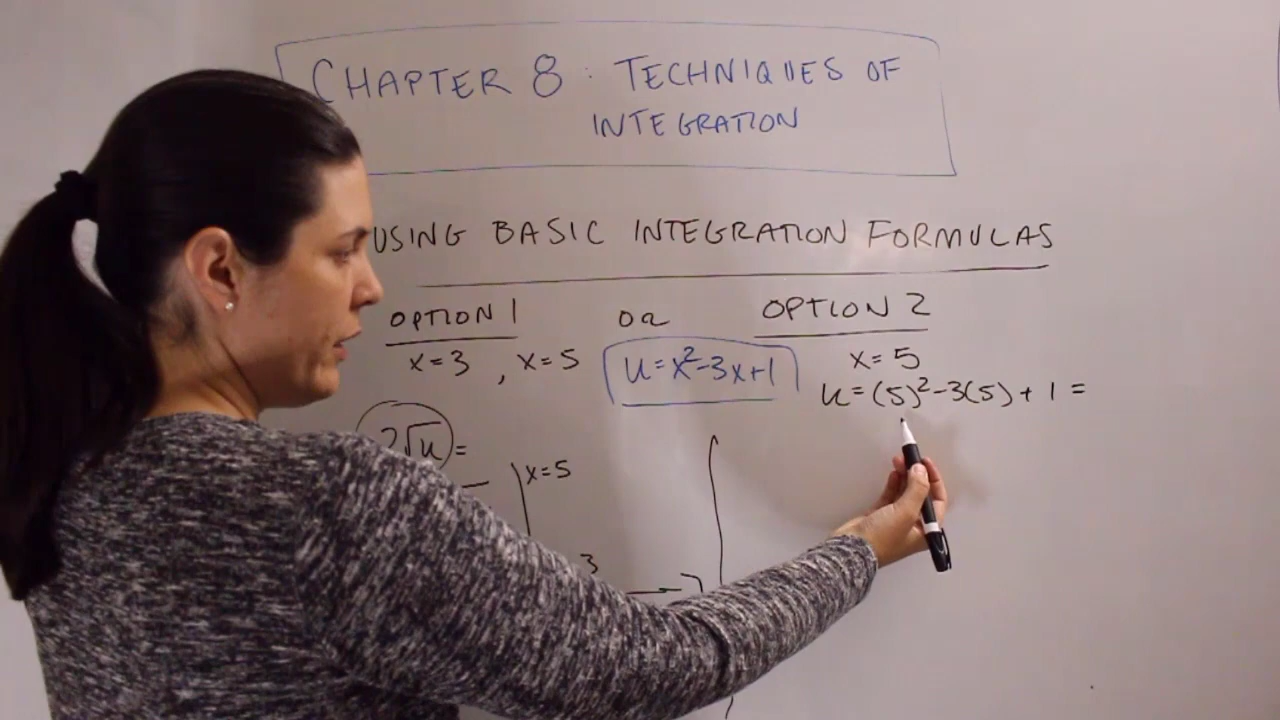 CHAPTER 8: TECHNIQUES OF
INTEGRATION
USING BASIC INTEGRATION FORMULAS
OPTION 1 OR OPTION 2
x=3 , x=5
u=x²-3x+1
x=5
u=(5)²-3(5)+1=
2√u=
x=5
3